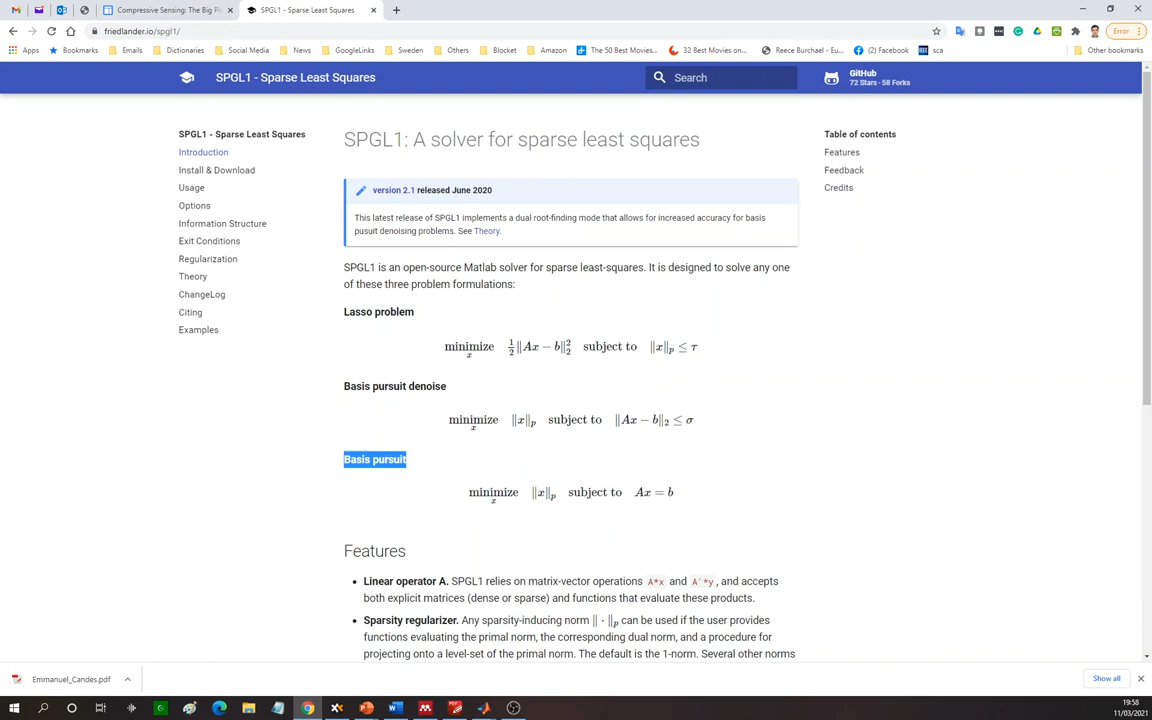 Compressive Sensing: The Big Pi
SPGL1 - Sparse Least Squares
friedlander.io/spgl1/
Error
Apps
Bookmarks
Emails
Dictionaries
Social Media
News
GoogleLinks
Sweden
Others
Blocket
Amazon
The 50 Best Movies...
32 Best Movies on...
Reece Burchael - Eu...
(2) Facebook
sca
Other bookmarks
SPGL1 - Sparse Least Squares
Search
GitHub
72 Stars · 58 Forks
SPGL1 - Sparse Least Squares
Introduction
Install & Download
Usage
Options
Information Structure
Exit Conditions
Regularization
Theory
ChangeLog
Citing
Examples
SPGL1: A solver for sparse least squares
version 2.1 released June 2020
This latest release of SPGL1 implements a dual root-finding mode that allows for increased accuracy for basis
pusuit denoising problems. See Theory.
SPGL1 is an open-source Matlab solver for sparse least-squares. It is designed to solve any one
of these three problem formulations:
Lasso problem
minimize_x ½‖Ax − b‖₂² subject to ‖x‖_p ≤ τ
Basis pursuit denoise
minimize_x ‖x‖_p subject to ‖Ax − b‖₂ ≤ σ
Basis pursuit
minimize_x ‖x‖_p subject to Ax = b
Features
• Linear operator A. SPGL1 relies on matrix-vector operations A*x and A'*y, and accepts
both explicit matrices (dense or sparse) and functions that evaluate these products.
• Sparsity regularizer. Any sparsity-inducing norm ‖·‖_p can be used if the user provides
functions evaluating the primal norm, the corresponding dual norm, and a procedure for
projecting onto a level-set of the primal norm. The default is the 1-norm. Several other norms
Table of contents
Features
Feedback
Credits
Emmanuel_Candes.pdf
Show all
19:58
11/03/2021